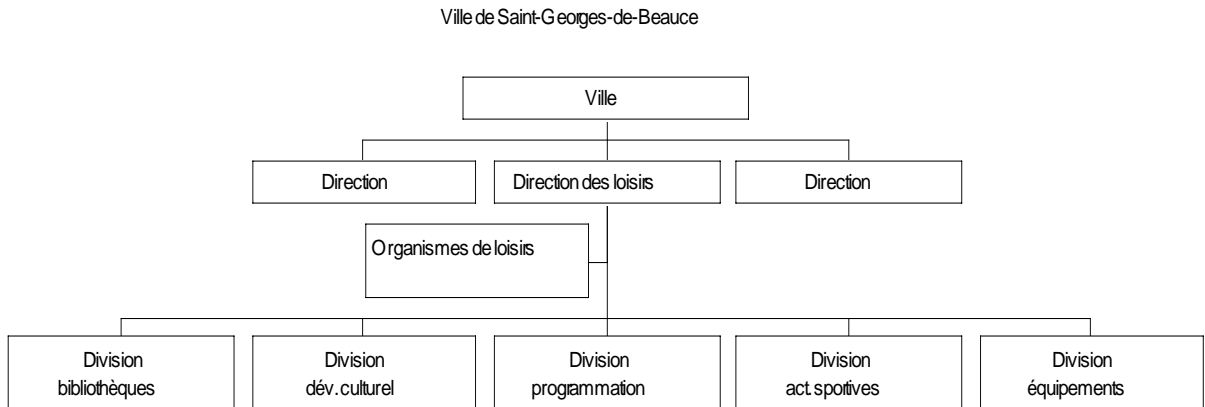 Ville de Saint-Georges-de-Beauce
Ville
Direction
Direction des loisirs
Direction
Organismes de loisirs
Division
bibliothèques
Division
dév. culturel
Division
programmation
Division
act. sportives
Division
équipements